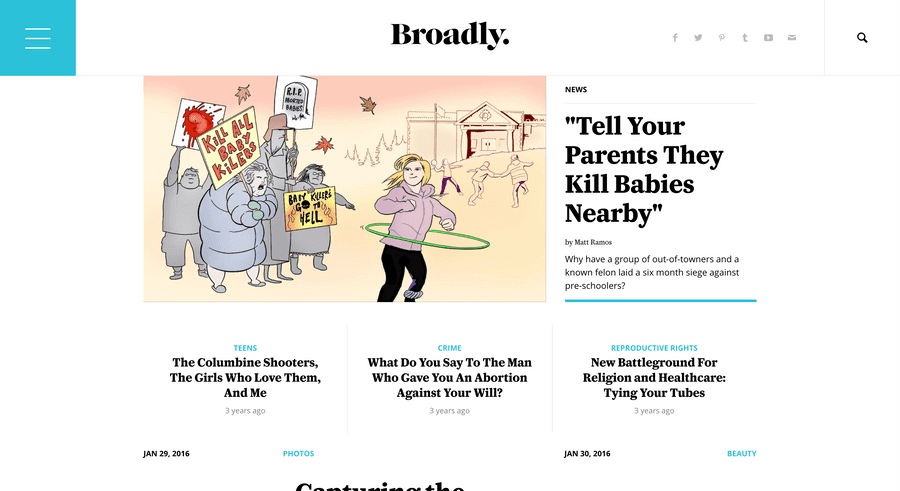 Broadly.
R.I.P.
ABORTED
BABIES
KILL ALL
BABY
KILERS
BABY KILLERS
GO TO
HELL
NEWS
"Tell Your
Parents They
Kill Babies
Nearby"
by Matt Ramos
Why have a group of out-of-towners and a
known felon laid a six month siege against
pre-schoolers?
TEENS
The Columbine Shooters,
The Girls Who Love Them,
And Me
3 years ago
CRIME
What Do You Say To The Man
Who Gave You An Abortion
Against Your Will?
3 years ago
REPRODUCTIVE RIGHTS
New Battleground For
Religion and Healthcare:
Tying Your Tubes
3 years ago
JAN 29, 2016
PHOTOS
JAN 30, 2016
BEAUTY
Capturing the